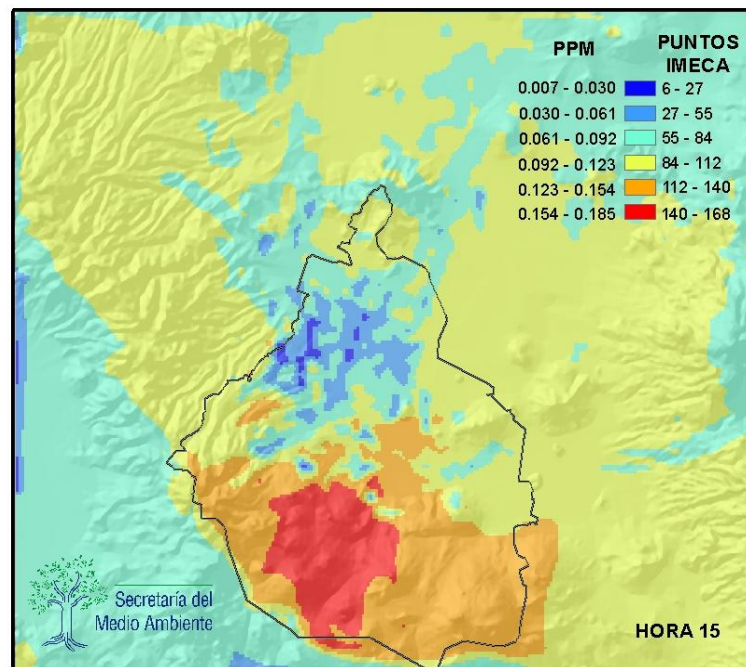 PPM PUNTOS IMECA
0.007 - 0.030 6 - 27
0.030 - 0.061 27 - 55
0.061 - 0.092 55 - 84
0.092 - 0.123 84 - 112
0.123 - 0.154 112 - 140
0.154 - 0.185 140 - 168
Secretaría del
Medio Ambiente
HORA 15